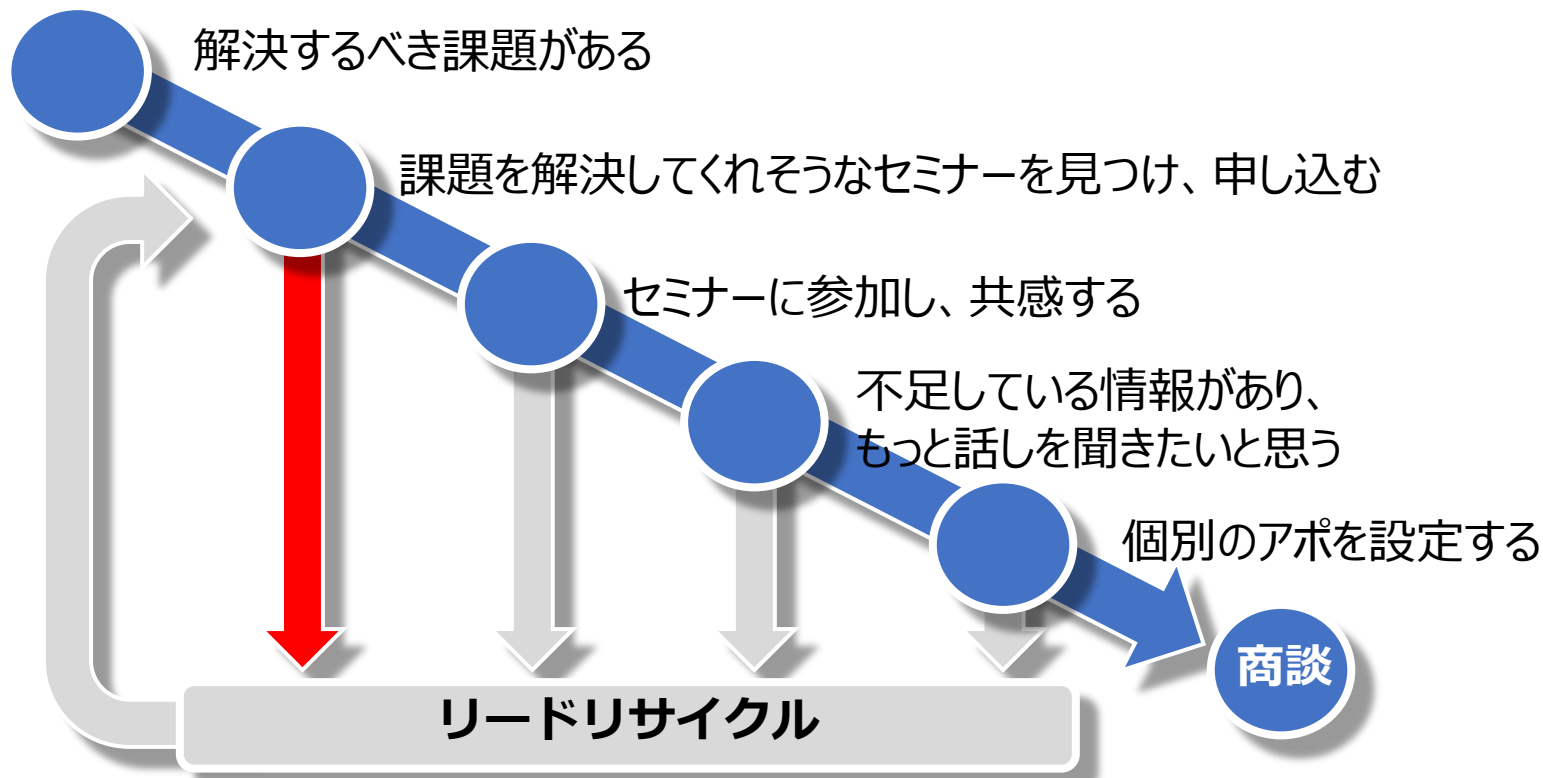 解決するべき課題がある
課題を解決してくれそうなセミナーを見つけ、申し込む
セミナーに参加し、共感する
不足している情報があり、
もっと話しを聞きたいと思う
個別のアポを設定する
商談
リードリサイクル